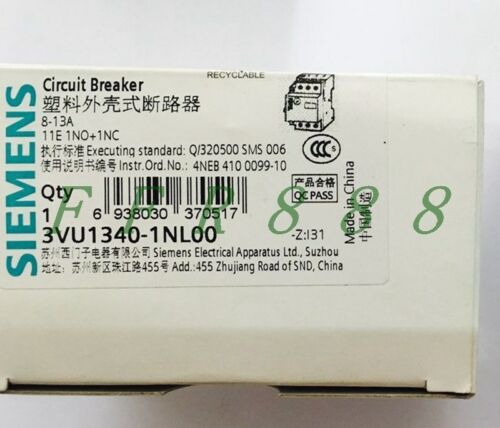 RECYCLABLE
SIEMENS
Circuit Breaker
塑料外壳式断路器
8-13A
11E 1NO+1NC
执行标准 Executing standard: Q/320500 SMS 006
使用说明书编号 Instr.Ord.No.: 4NEB 410 0099-10
CCC
Qty
1
6 938030 370517
产品合格
QC PASS
Made in China
中国制造
FCR888
3VU1340-1NL00
-Z:I31
苏州西门子电器有限公司 Siemens Electrical Apparatus Ltd., Suzhou
地址:苏州新区珠江路455号 Add.:455 Zhujiang Road of SND, China